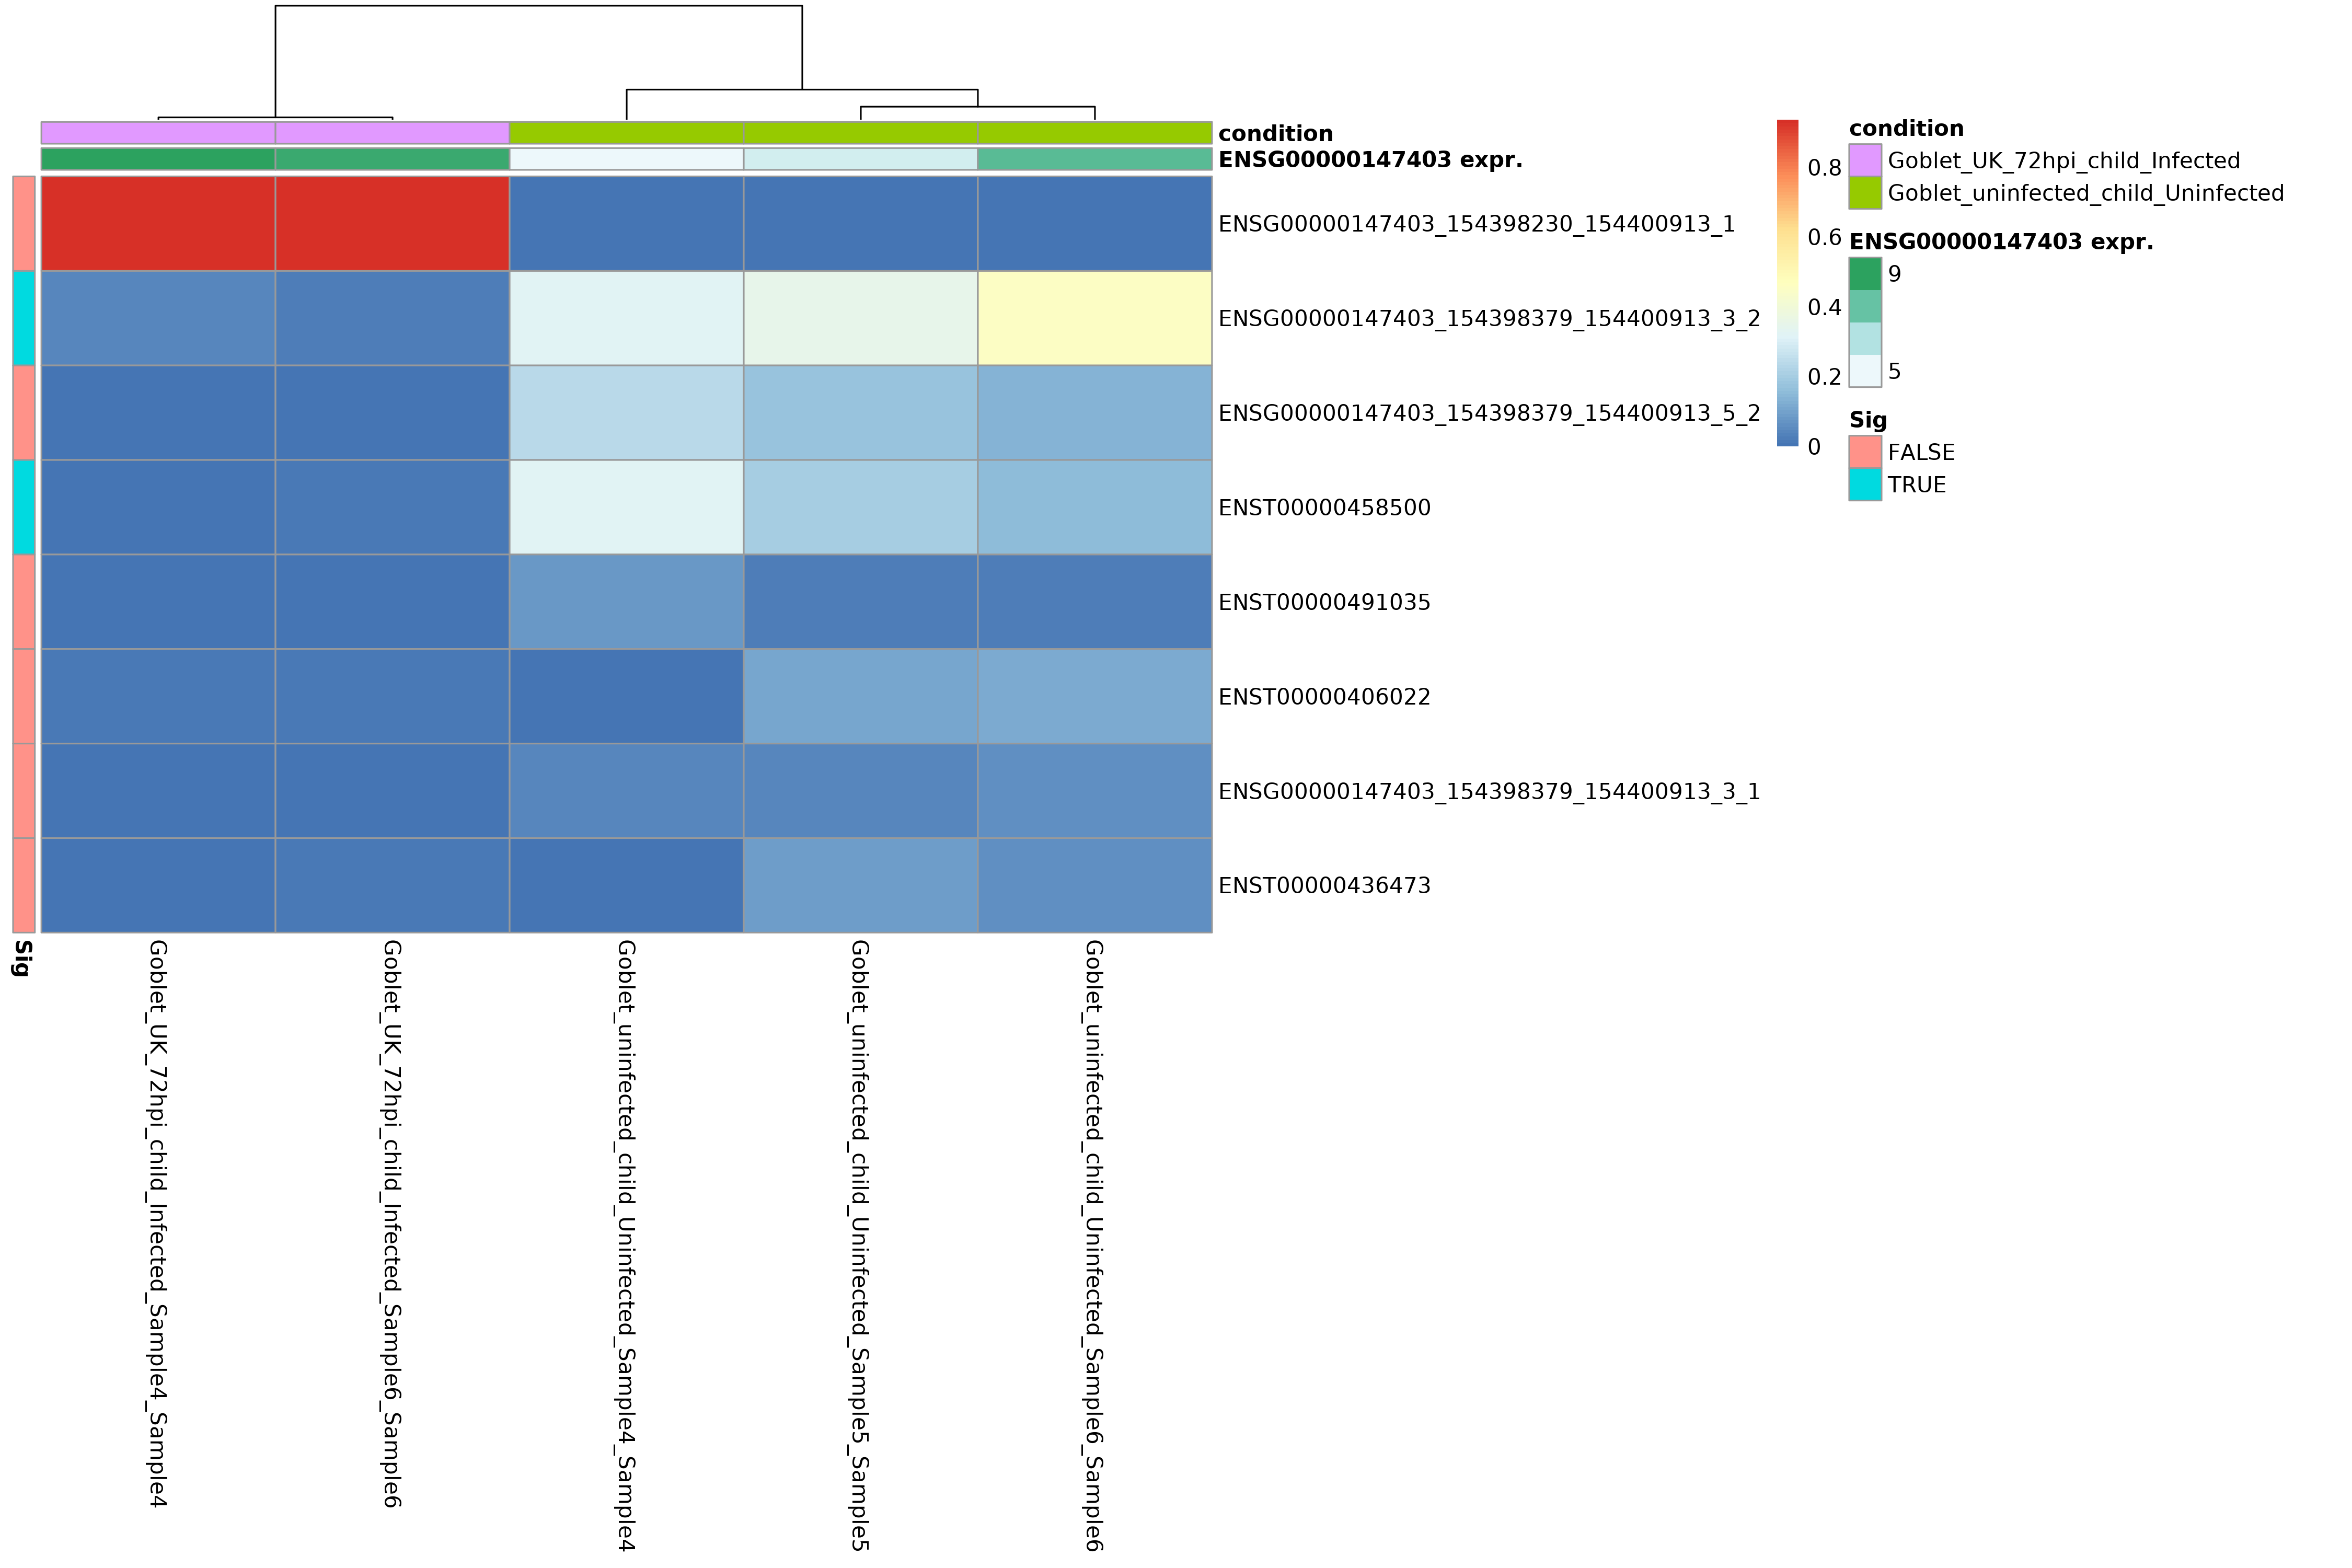 condition
ENSG00000147403 expr.
ENSG00000147403_154398230_154400913_1
ENSG00000147403_154398379_154400913_3_2
ENSG00000147403_154398379_154400913_5_2
ENST00000458500
ENST00000491035
ENST00000406022
ENSG00000147403_154398379_154400913_3_1
ENST00000436473
Sig
Goblet_UK_72hpi_child_Infected_Sample4_Sample4
Goblet_UK_72hpi_child_Infected_Sample6_Sample6
Goblet_uninfected_child_Uninfected_Sample4_Sample4
Goblet_uninfected_child_Uninfected_Sample5_Sample5
Goblet_uninfected_child_Uninfected_Sample6_Sample6
0.8
0.6
0.4
0.2
0
condition
Goblet_UK_72hpi_child_Infected
Goblet_uninfected_child_Uninfected
ENSG00000147403 expr.
9
5
Sig
FALSE
TRUE